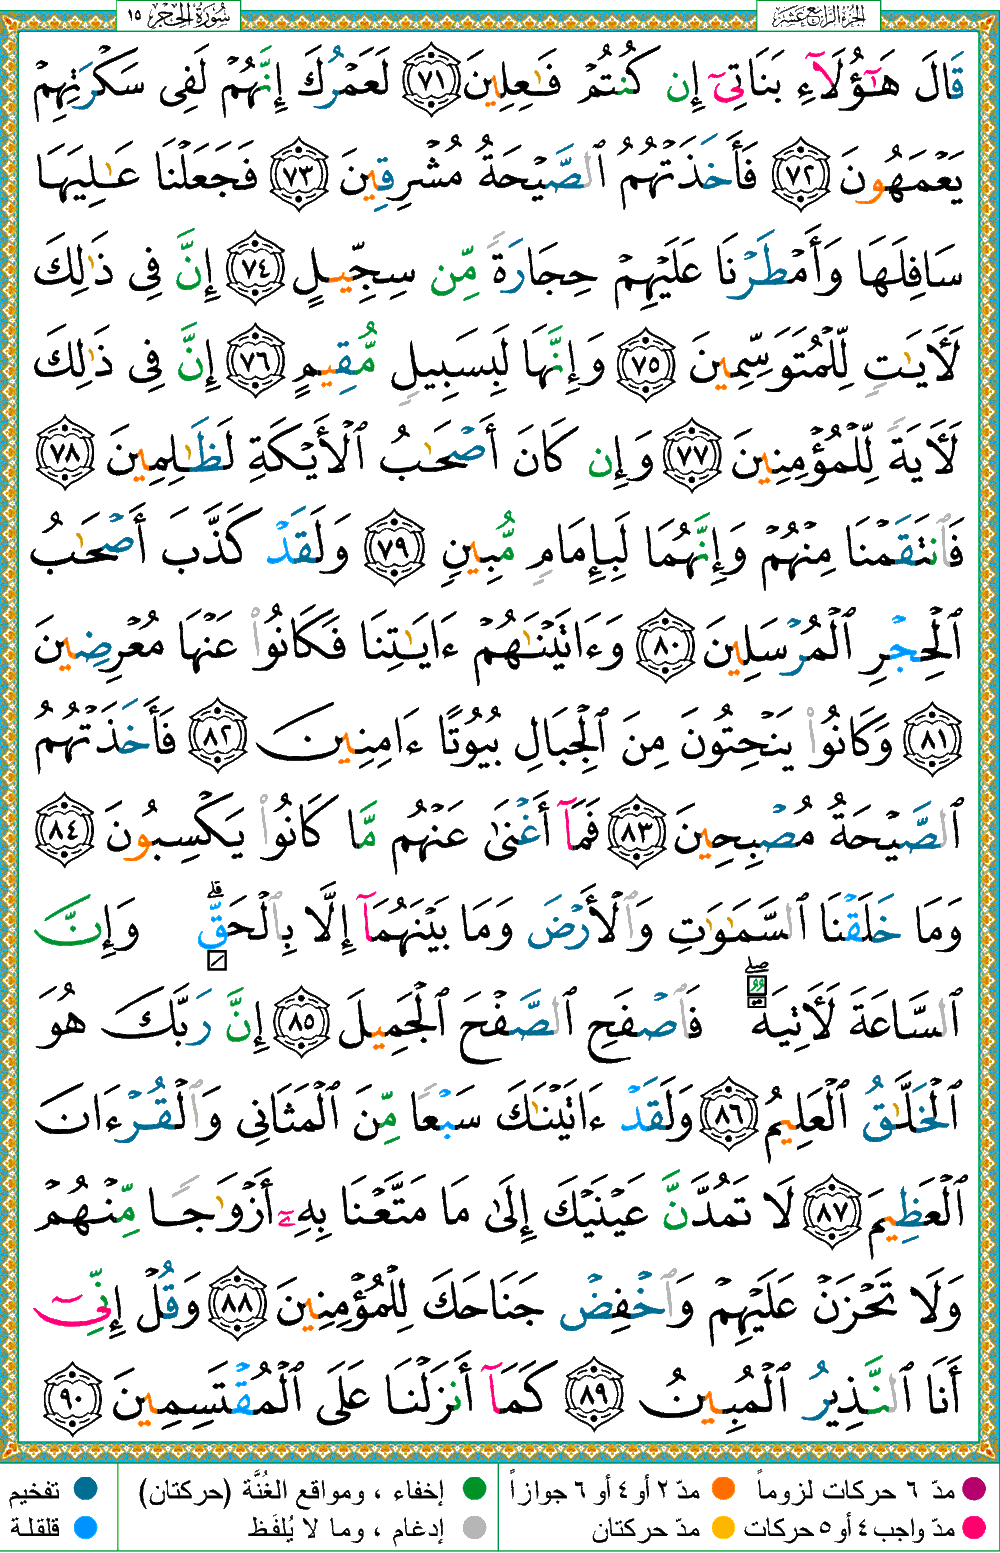 سُورَةُ الحِجر ١٥
الجزءُ الرَّابِعَ عَشَرَ
قَالَ هَٰٓؤُلَآءِ بَنَاتِىٓ إِن كُنتُمْ فَٰعِلِينَ ٧١ لَعَمْرُكَ إِنَّهُمْ لَفِى سَكْرَتِهِمْ
يَعْمَهُونَ ٧٢ فَأَخَذَتْهُمُ ٱلصَّيْحَةُ مُشْرِقِينَ ٧٣ فَجَعَلْنَا عَٰلِيَهَا
سَافِلَهَا وَأَمْطَرْنَا عَلَيْهِمْ حِجَارَةً مِّن سِجِّيلٍ ٧٤ إِنَّ فِى ذَٰلِكَ
لَأَيَٰتٍ لِّلْمُتَوَسِّمِينَ ٧٥ وَإِنَّهَا لَبِسَبِيلٍ مُّقِيمٍ ٧٦ إِنَّ فِى ذَٰلِكَ
لَأَيَةً لِّلْمُؤْمِنِينَ ٧٧ وَإِن كَانَ أَصْحَٰبُ ٱلْأَيْكَةِ لَظَٰلِمِينَ ٧٨
فَٱنتَقَمْنَا مِنْهُمْ وَإِنَّهُمَا لَبِإِمَامٍ مُّبِينٍ ٧٩ وَلَقَدْ كَذَّبَ أَصْحَٰبُ
ٱلْحِجْرِ ٱلْمُرْسَلِينَ ٨٠ وَءَاتَيْنَٰهُمْ ءَايَٰتِنَا فَكَانُوا۟ عَنْهَا مُعْرِضِينَ
٨١ وَكَانُوا۟ يَنْحِتُونَ مِنَ ٱلْجِبَالِ بُيُوتًا ءَامِنِينَ ٨٢ فَأَخَذَتْهُمُ
ٱلصَّيْحَةُ مُصْبِحِينَ ٨٣ فَمَآ أَغْنَىٰ عَنْهُم مَّا كَانُوا۟ يَكْسِبُونَ ٨٤
وَمَا خَلَقْنَا ٱلسَّمَٰوَٰتِ وَٱلْأَرْضَ وَمَا بَيْنَهُمَآ إِلَّا بِٱلْحَقِّ ۗ وَإِنَّ
ٱلسَّاعَةَ لَأَتِيَةٌ ۖ فَٱصْفَحِ ٱلصَّفْحَ ٱلْجَمِيلَ ٨٥ إِنَّ رَبَّكَ هُوَ
ٱلْخَلَّٰقُ ٱلْعَلِيمُ ٨٦ وَلَقَدْ ءَاتَيْنَٰكَ سَبْعًا مِّنَ ٱلْمَثَانِى وَٱلْقُرْءَانَ
ٱلْعَظِيمَ ٨٧ لَا تَمُدَّنَّ عَيْنَيْكَ إِلَىٰ مَا مَتَّعْنَا بِهِۦٓ أَزْوَٰجًا مِّنْهُمْ
وَلَا تَحْزَنْ عَلَيْهِمْ وَٱخْفِضْ جَنَاحَكَ لِلْمُؤْمِنِينَ ٨٨ وَقُلْ إِنِّىٓ
أَنَا ٱلنَّذِيرُ ٱلْمُبِينُ ٨٩ كَمَآ أَنزَلْنَا عَلَى ٱلْمُقْتَسِمِينَ ٩٠
مدّ ٦ حركات لزوماً مدّ ٢ أو ٤ أو ٦ جوازاً إخفاء ، ومواقع الغُنَّة (حركتان) تفخيم
مدّ واجب ٤ أو ٥ حركات مدّ حركتان إدغام ، وما لا يُلفَظ قلقلة